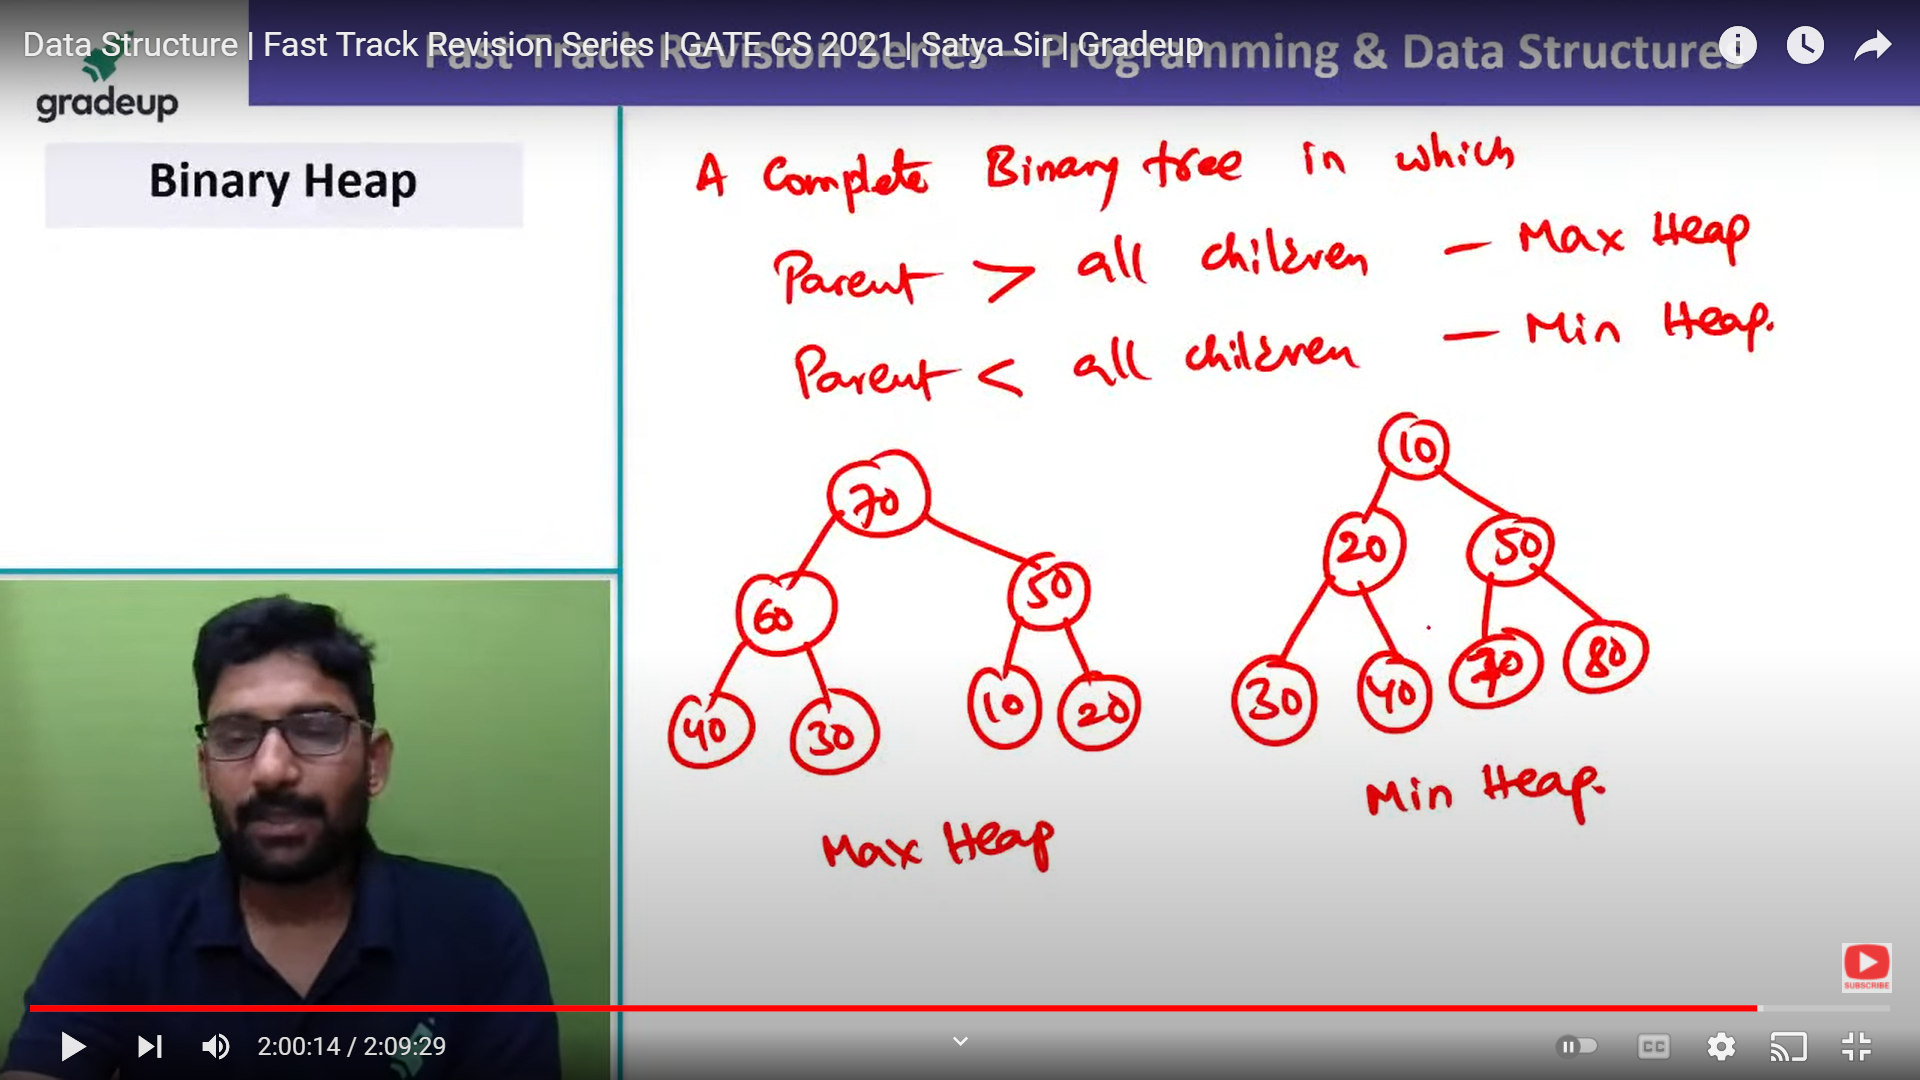 Data Structure | Fast Track Revision Series | GATE CS 2021 | Satya Sir | Gradeup
Fast Track Revision Series – Programming & Data Structures
gradeup
Binary Heap
A Complete Binary tree in which
Parent > all children — Max Heap
Parent < all children — Min Heap.
70
60 50
40 30 10 20
Max Heap
10
20 50
30 40 70 80
Min Heap.
SUBSCRIBE
2:00:14 / 2:09:29
CC